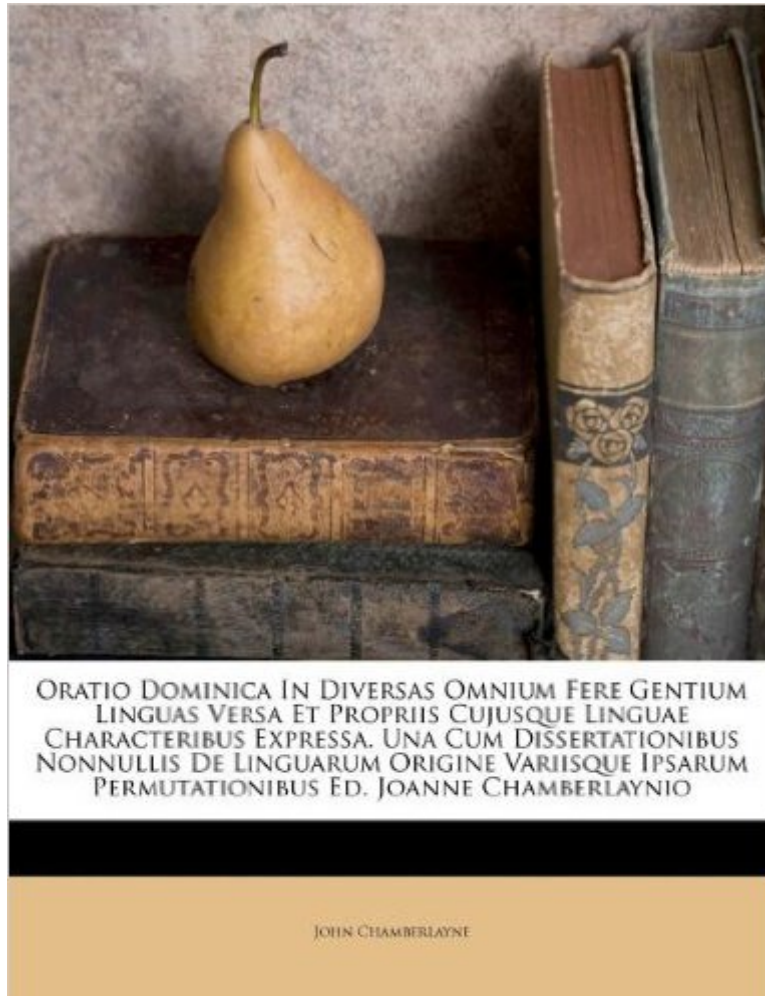 Oratio Dominica In Diversas Omnium Fere Gentium
Linguas Versa Et Propriis Cujusque Linguae
Characteribus Expressa. Una Cum Dissertationibus
Nonnullis De Linguarum Origine Variisque Ipsarum
Permutationibus Ed. Joanne Chamberlaynio
John Chamberlayne